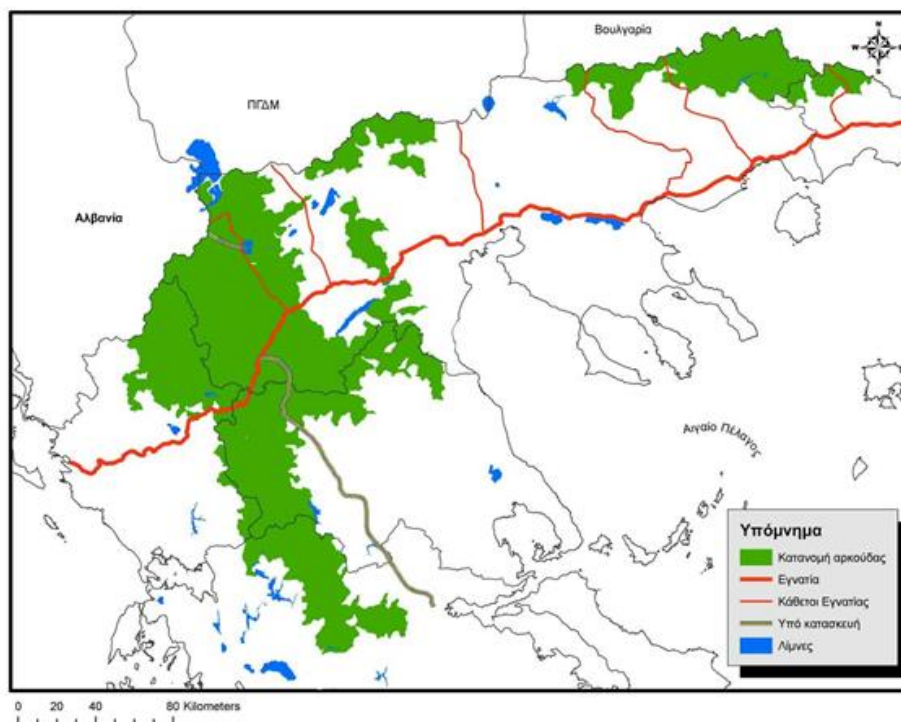 Βουλγαρία
N
W
E
S
ΠΓΔΜ
Αλβανία
Αιγαίο Πέλαγος
Υπόμνημα
Κατανομή αρκούδας
Εγνατία
Κάθετοι Εγνατίας
Υπό κατασκευή
Λίμνες
0 20 40 80 Kilometers